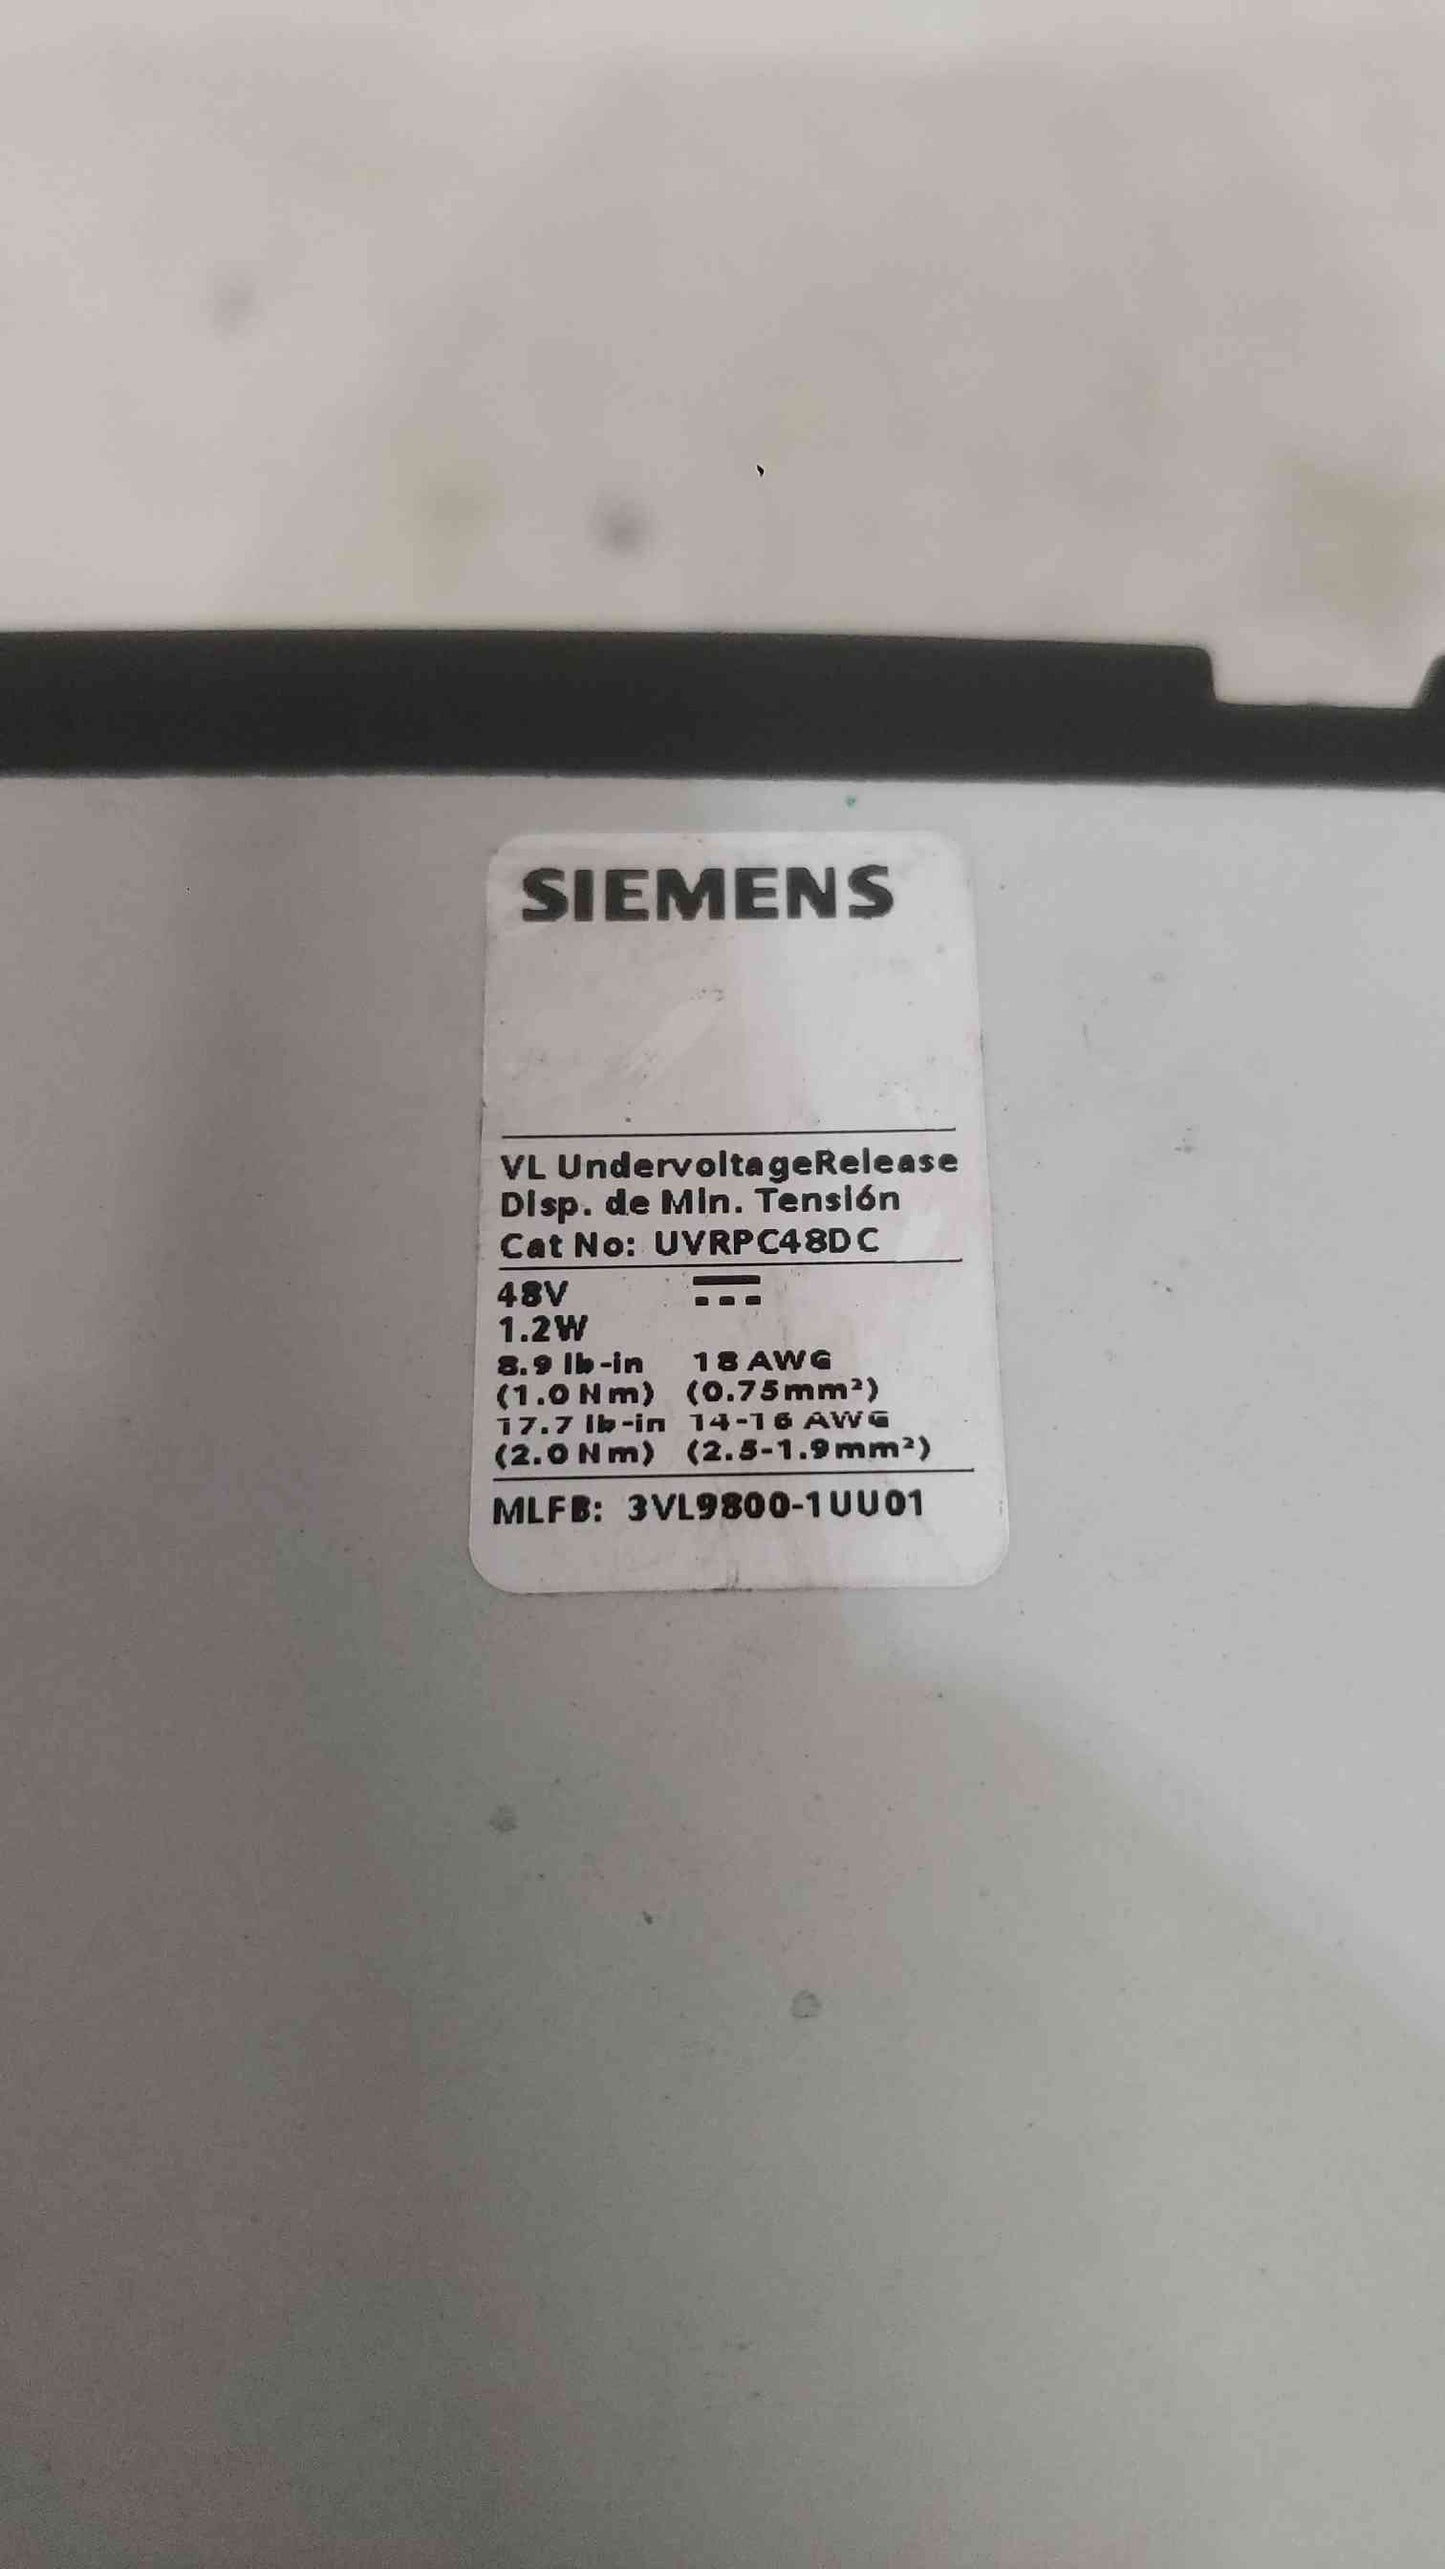 SIEMENS
VL UndervoltageRelease
Disp. de Min. Tensión
Cat No: UVRPC48DC
48V
1.2W
8.9 lb-in 18 AWG
(1.0 Nm) (0.75mm²)
17.7 lb-in 14-16 AWG
(2.0 Nm) (2.5-1.9mm²)
MLFB: 3VL9800-1UU01